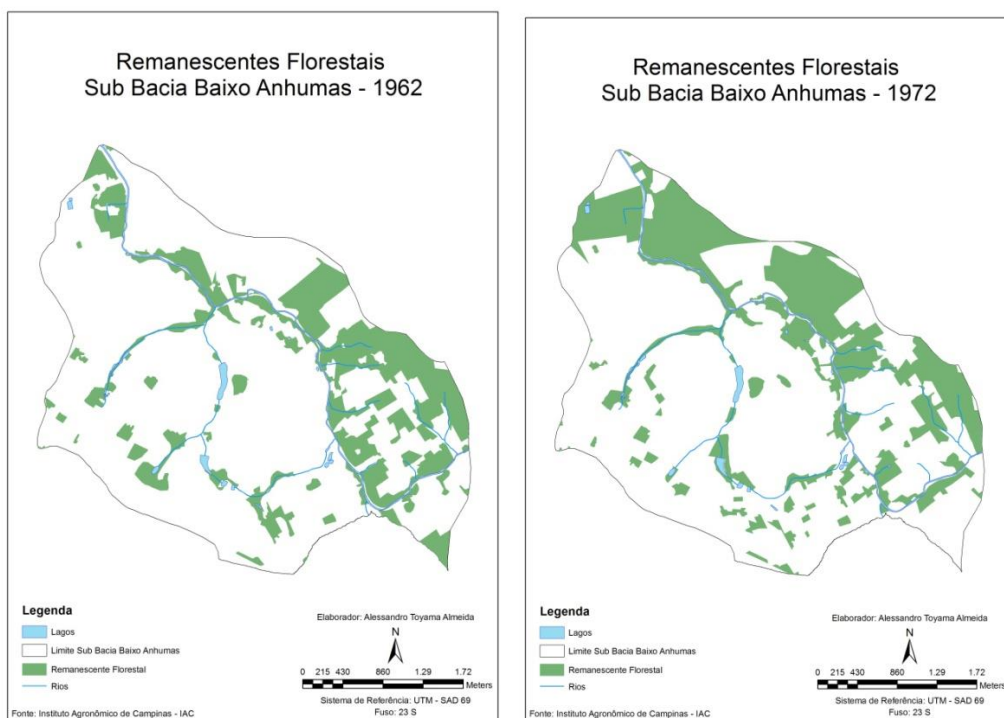 Remanescentes Florestais
Sub Bacia Baixo Anhumas - 1962
Legenda
Lagos
Limite Sub Bacia Baixo Anhumas
Remanescente Florestal
Rios
Fonte: Instituto Agronômico de Campinas - IAC
Elaborador: Alessandro Toyama Almeida
N
0 215 430 860 1.29 1.72
Meters
Sistema de Referência: UTM - SAD 69
Fuso: 23 S
Remanescentes Florestais
Sub Bacia Baixo Anhumas - 1972
Legenda
Lagos
Limite Sub Bacia Baixo Anhumas
Remanescente Florestal
Rios
Fonte: Instituto Agronômico de Campinas - IAC
Elaborador: Alessandro Toyama Almeida
N
0 215 430 860 1.29 1.72
Meters
Sistema de Referência: UTM - SAD 69
Fuso: 23 S